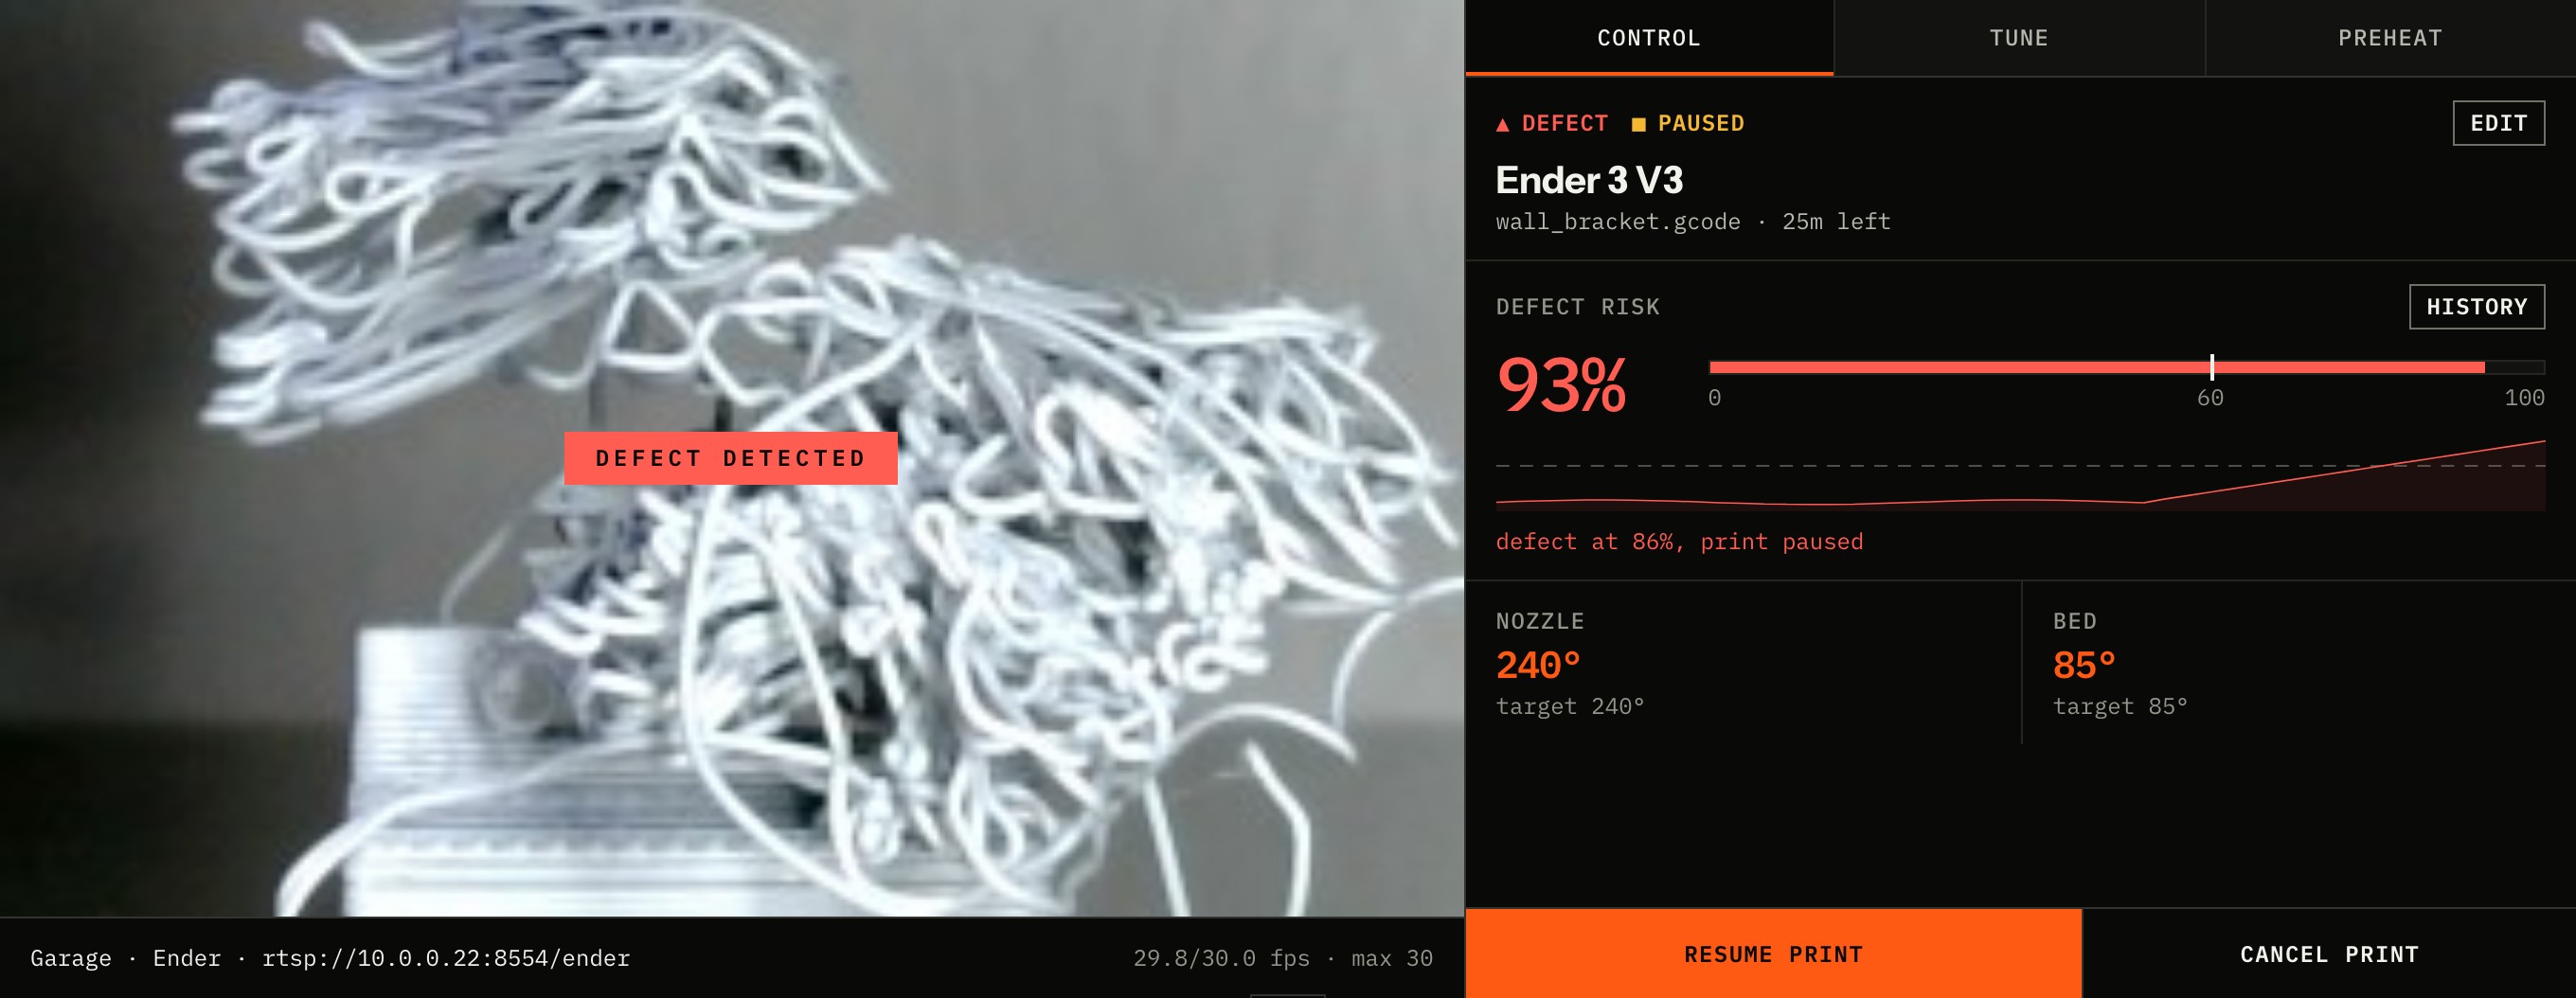 DEFECT DETECTED
Garage · Ender · rtsp://10.0.0.22:8554/ender
29.8/30.0 fps · max 30
CONTROL
TUNE
PREHEAT
▲ DEFECT ■ PAUSED
EDIT
Ender 3 V3
wall_bracket.gcode · 25m left
DEFECT RISK
HISTORY
93%
0 60 100
defect at 86%, print paused
NOZZLE
240°
target 240°
BED
85°
target 85°
RESUME PRINT
CANCEL PRINT